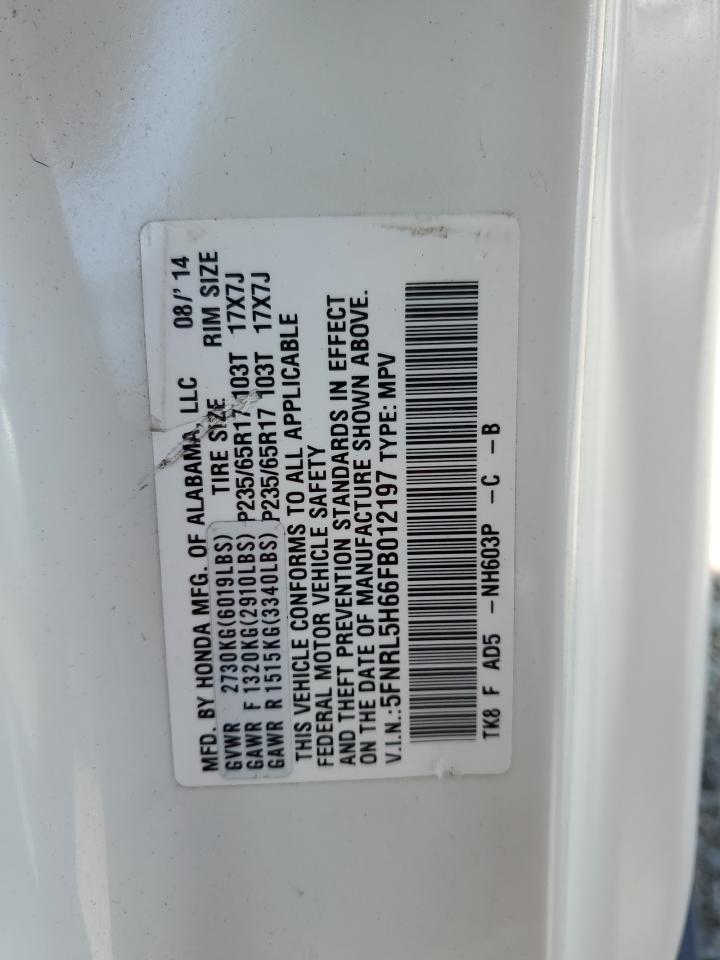 MFD. BY HONDA MFG. OF ALABAMA, LLC 08/'14
TIRE SIZE RIM SIZE
GVWR 2730KG(6019LBS)
GAWR F 1320KG(2910LBS) P235/65R17 103T 17X7J
GAWR R 1515KG(3340LBS) P235/65R17 103T 17X7J
THIS VEHICLE CONFORMS TO ALL APPLICABLE
FEDERAL MOTOR VEHICLE SAFETY
AND THEFT PREVENTION STANDARDS IN EFFECT
ON THE DATE OF MANUFACTURE SHOWN ABOVE.
V.I.N.:5FNRL5H66FB012197 TYPE: MPV
TK8 F AD5 -NH603P -C -B